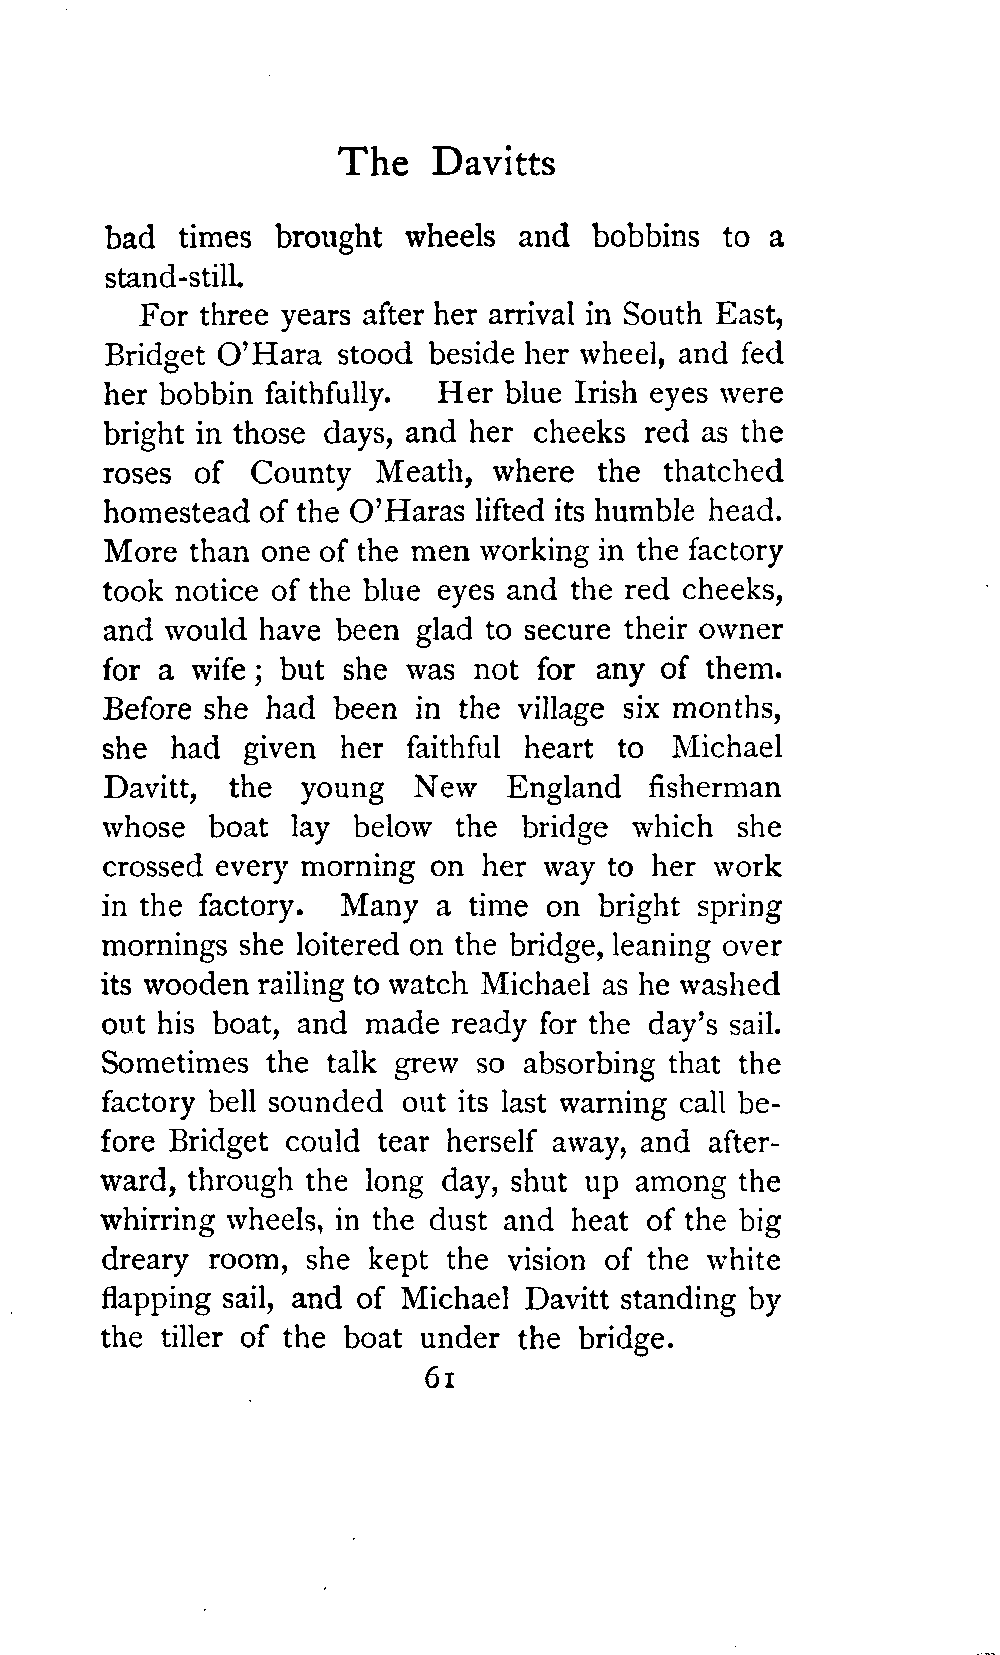 The Davitts
bad times brought wheels and bobbins to a
stand-still.
For three years after her arrival in South East,
Bridget O'Hara stood beside her wheel, and fed
her bobbin faithfully. Her blue Irish eyes were
bright in those days, and her cheeks red as the
roses of County Meath, where the thatched
homestead of the O'Haras lifted its humble head.
More than one of the men working in the factory
took notice of the blue eyes and the red cheeks,
and would have been glad to secure their owner
for a wife ; but she was not for any of them.
Before she had been in the village six months,
she had given her faithful heart to Michael
Davitt, the young New England fisherman
whose boat lay below the bridge which she
crossed every morning on her way to her work
in the factory. Many a time on bright spring
mornings she loitered on the bridge, leaning over
its wooden railing to watch Michael as he washed
out his boat, and made ready for the day's sail.
Sometimes the talk grew so absorbing that the
factory bell sounded out its last warning call be-
fore Bridget could tear herself away, and after-
ward, through the long day, shut up among the
whirring wheels, in the dust and heat of the big
dreary room, she kept the vision of the white
flapping sail, and of Michael Davitt standing by
the tiller of the boat under the bridge.
61